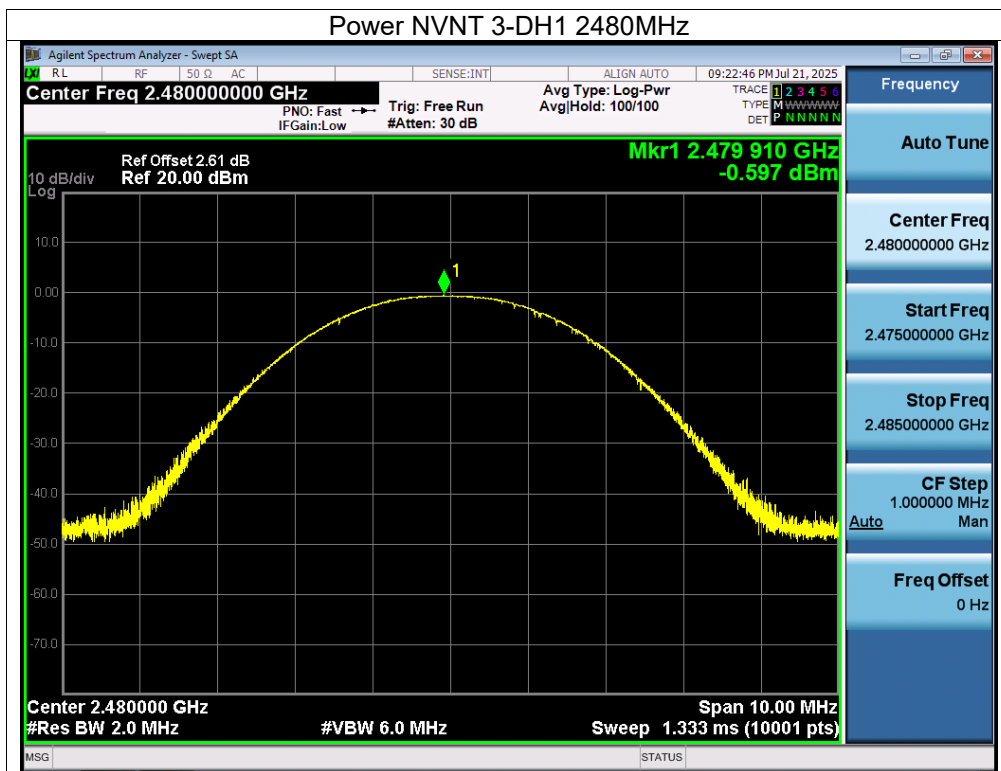 Power NVNT 3-DH1 2480MHz
Agilent Spectrum Analyzer - Swept SA
LXI RL RF 50 Ω AC SENSE:INT ALIGN AUTO 09:22:46 PM Jul 21, 2025
Center Freq 2.480000000 GHz
PNO: Fast
IFGain:Low
Trig: Free Run
#Atten: 30 dB
Avg Type: Log-Pwr
Avg|Hold: 100/100
TRACE 1 2 3 4 5 6
TYPE M WWWWW
DET P N N N N N
Ref Offset 2.61 dB
10 dB/div Ref 20.00 dBm
Log
Mkr1 2.479 910 GHz
-0.597 dBm
10.0
0.00
-10.0
-20.0
-30.0
-40.0
-50.0
-60.0
-70.0
1
Center 2.480000 GHz Span 10.00 MHz
#Res BW 2.0 MHz #VBW 6.0 MHz Sweep 1.333 ms (10001 pts)
MSG STATUS
Frequency
Auto Tune
Center Freq
2.480000000 GHz
Start Freq
2.475000000 GHz
Stop Freq
2.485000000 GHz
CF Step
1.000000 MHz
Auto Man
Freq Offset
0 Hz